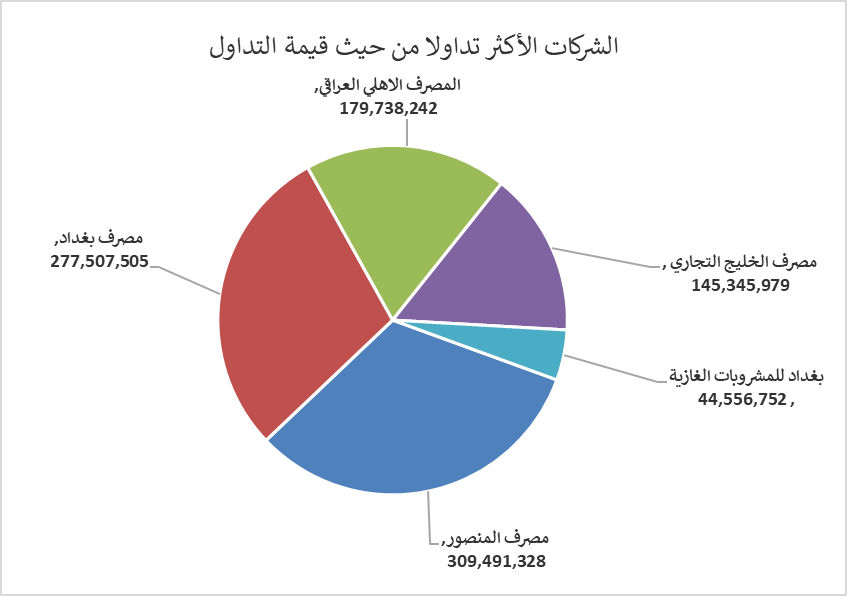 الشركات الأكثر تداولا من حيث قيمة التداول
المصرف الاهلي العراقي,
179,738,242
مصرف بغداد,
277,507,505
مصرف الخليج التجاري ,
145,345,979
بغداد للمشروبات الغازية
, 44,556,752
مصرف المنصور,
309,491,328